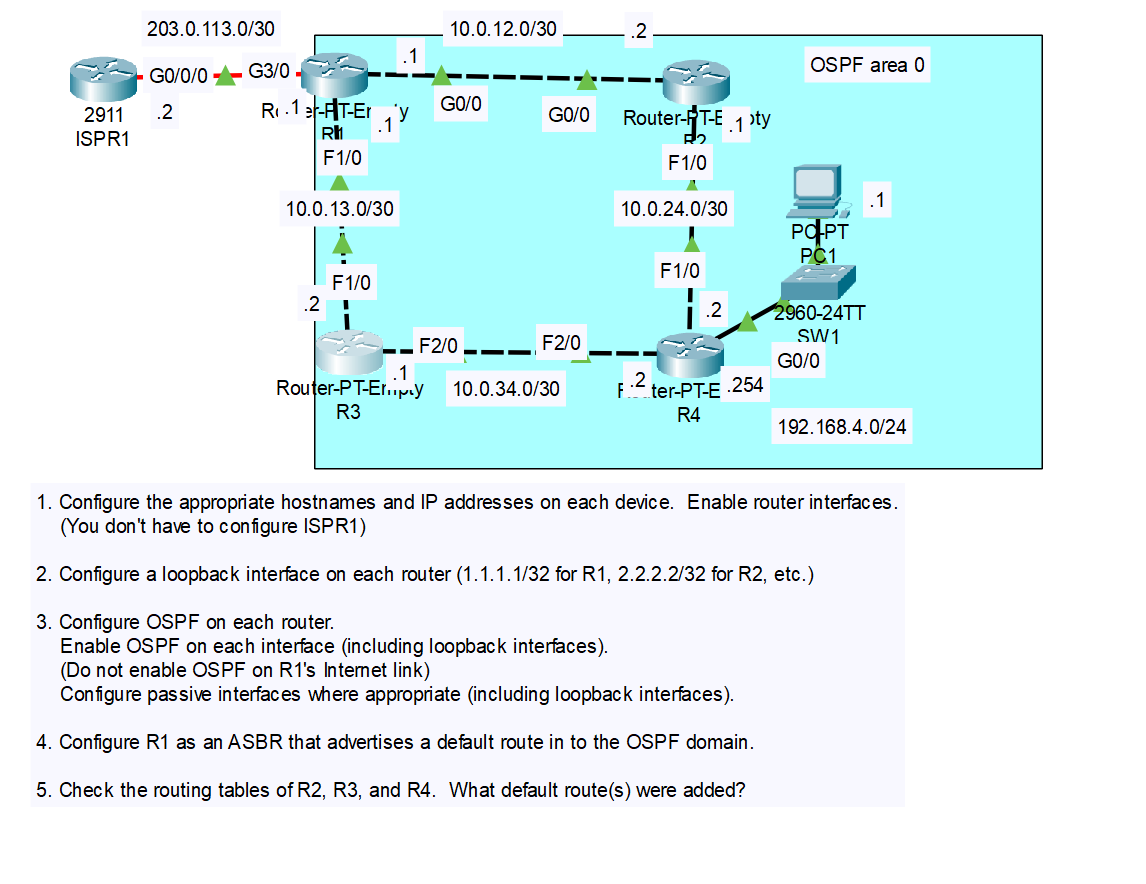 203.0.113.0/30
10.0.12.0/30
.2
.1
OSPF area 0
G0/0/0
G3/0
.2
2911
ISPR1
.1
.1
G0/0
G0/0
R1
Router-PT-Empty
.1
R2
F1/0
F1/0
10.0.13.0/30
10.0.24.0/30
.1
PC-PT
PC1
F1/0
F1/0
.2
.2
2960-24TT
SW1
F2/0
F2/0
G0/0
.1
Router-PT-Empty
R3
10.0.34.0/30
.2
.254
R4
192.168.4.0/24
1. Configure the appropriate hostnames and IP addresses on each device.  Enable router interfaces.
(You don't have to configure ISPR1)
2. Configure a loopback interface on each router (1.1.1.1/32 for R1, 2.2.2.2/32 for R2, etc.)
3. Configure OSPF on each router.
Enable OSPF on each interface (including loopback interfaces).
(Do not enable OSPF on R1's Internet link)
Configure passive interfaces where appropriate (including loopback interfaces).
4. Configure R1 as an ASBR that advertises a default route in to the OSPF domain.
5. Check the routing tables of R2, R3, and R4.  What default route(s) were added?